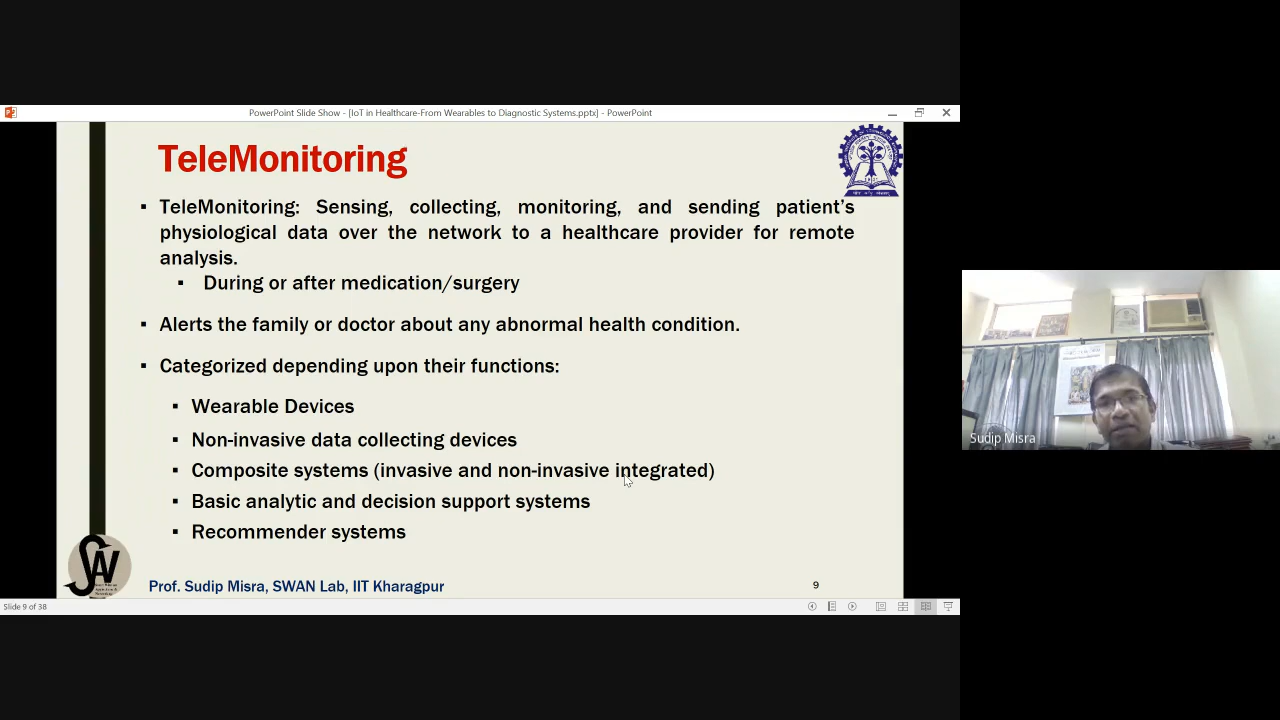 PowerPoint Slide Show - [IoT in Healthcare-From Wearables to Diagnostic Systems.pptx] - PowerPoint
TeleMonitoring
▪ TeleMonitoring: Sensing, collecting, monitoring, and sending patient's
physiological data over the network to a healthcare provider for remote
analysis.
▪ During or after medication/surgery
▪ Alerts the family or doctor about any abnormal health condition.
▪ Categorized depending upon their functions:
▪ Wearable Devices
▪ Non-invasive data collecting devices
▪ Composite systems (invasive and non-invasive integrated)
▪ Basic analytic and decision support systems
▪ Recommender systems
Prof. Sudip Misra, SWAN Lab, IIT Kharagpur
9
Slide 9 of 38
Sudip Misra